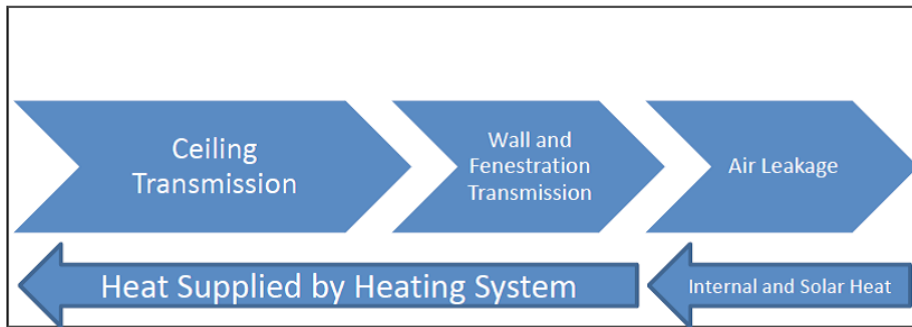 Ceiling
Transmission
Wall and
Fenestration
Transmission
Air Leakage
Heat Supplied by Heating System
Internal and Solar Heat